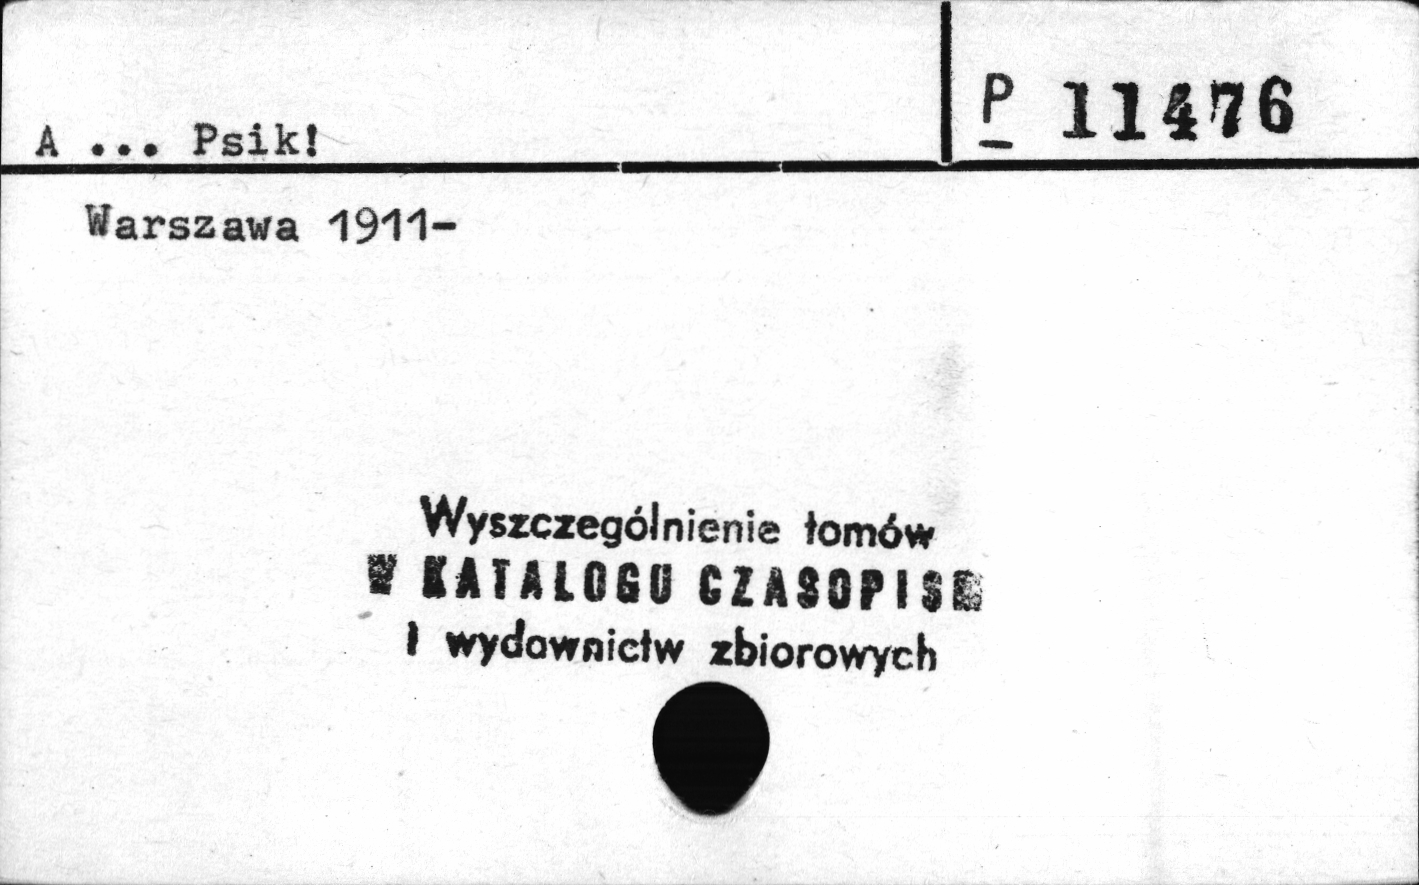 A ... Psik!
P 11476
Warszawa 1911-
Wyszczególnienie tomów
W KATALOGU CZASOPISM
i wydawnictw zbiorowych